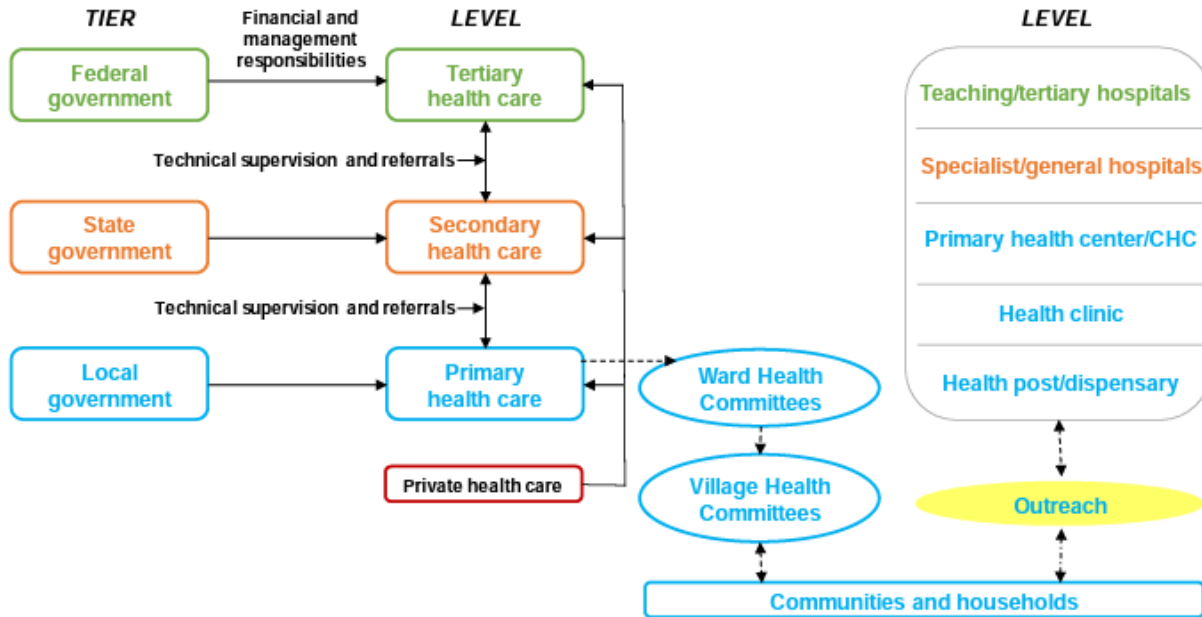 TIER
Financial and
management
responsibilities
LEVEL
LEVEL
Federal
government
Tertiary
health care
Teaching/tertiary hospitals
Technical supervision and referrals
Specialist/general hospitals
State
government
Secondary
health care
Primary health center/CHC
Technical supervision and referrals
Health clinic
Local
government
Primary
health care
Ward Health
Committees
Health post/dispensary
Private health care
Village Health
Committees
Outreach
Communities and households